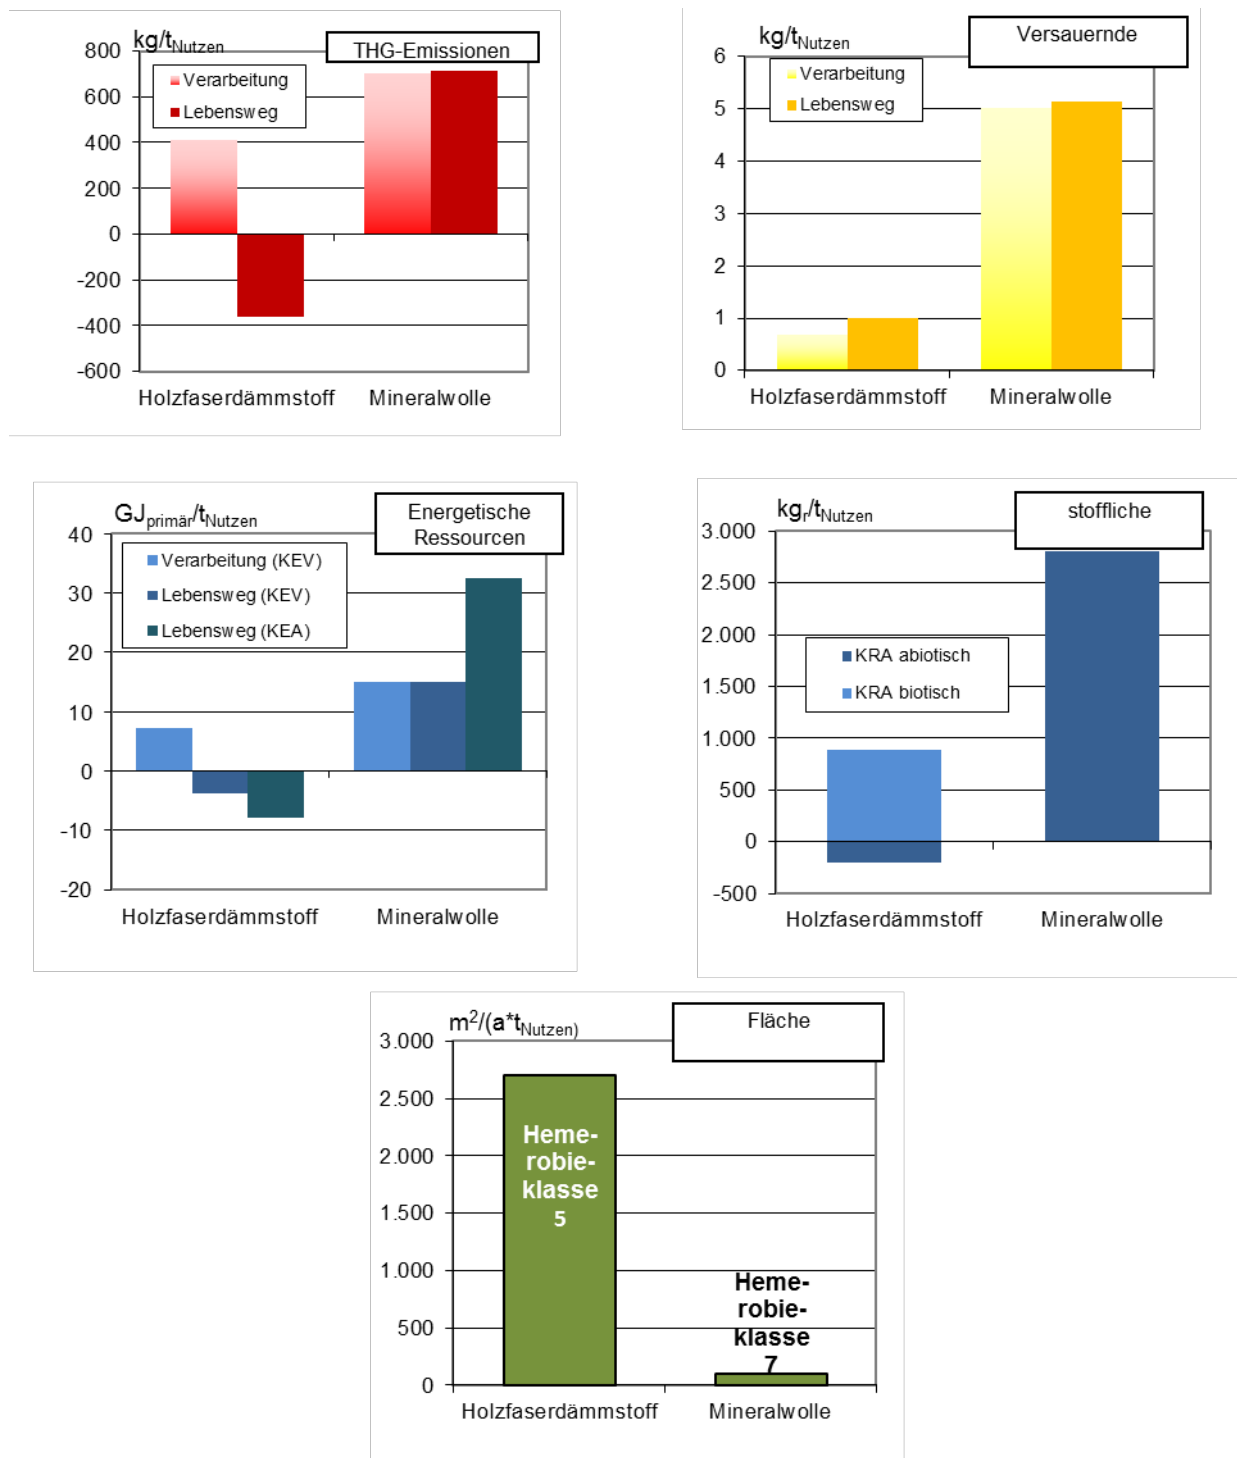 kg/tNutzen
THG-Emissionen
Verarbeitung
Lebensweg
800
600
400
200
0
-200
-400
-600
Holzfaserdämmstoff
Mineralwolle
kg/tNutzen
Versauernde
Verarbeitung
Lebensweg
6
5
4
3
2
1
0
Holzfaserdämmstoff
Mineralwolle
GJprimär/tNutzen
Energetische
Ressourcen
Verarbeitung (KEV)
Lebensweg (KEV)
Lebensweg (KEA)
40
30
20
10
0
-10
-20
Holzfaserdämmstoff
Mineralwolle
kgr/tNutzen
stoffliche
KRA abiotisch
KRA biotisch
3.000
2.500
2.000
1.500
1.000
500
0
-500
Holzfaserdämmstoff
Mineralwolle
m²/(a*tNutzen)
Fläche
3.000
2.500
2.000
1.500
1.000
500
0
Heme-
robie-
klasse
5
Heme-
robie-
klasse
7
Holzfaserdämmstoff
Mineralwolle